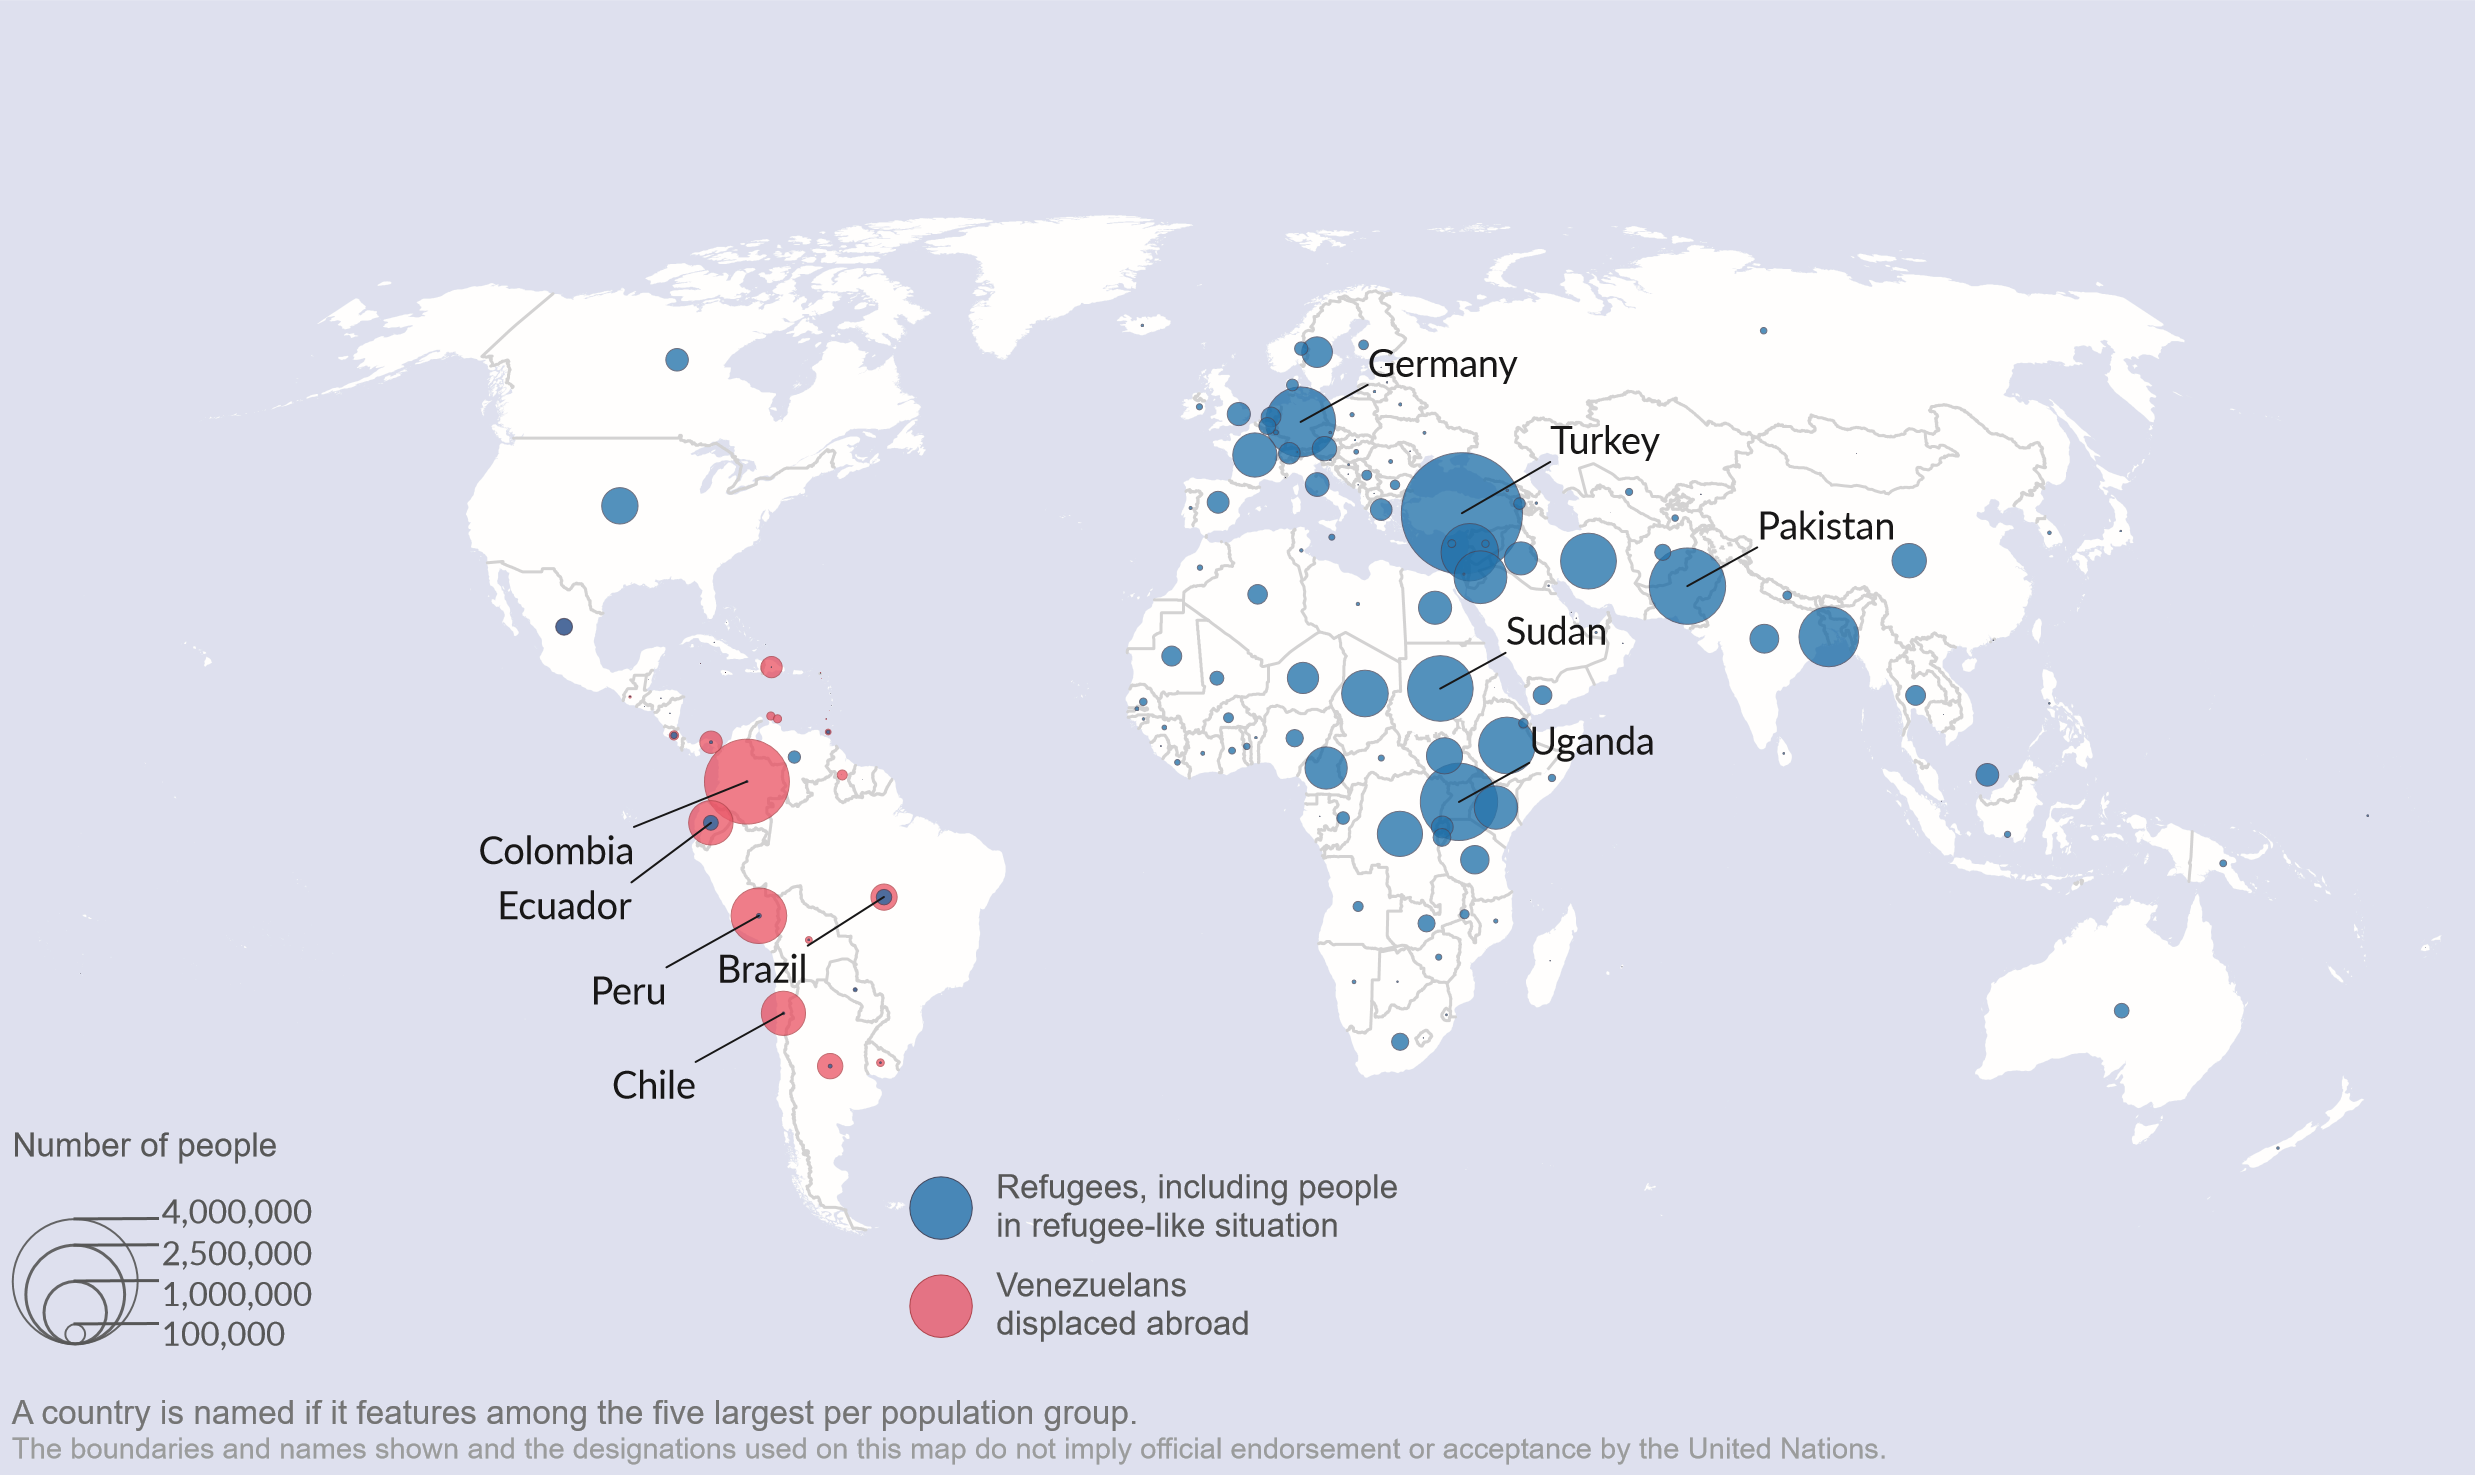 Germany
Turkey
Pakistan
Sudan
Uganda
Colombia
Ecuador
Peru
Brazil
Chile
Number of people
4,000,000
2,500,000
1,000,000
100,000
Refugees, including people
in refugee-like situation
Venezuelans
displaced abroad
A country is named if it features among the five largest per population group.
The boundaries and names shown and the designations used on this map do not imply official endorsement or acceptance by the United Nations.